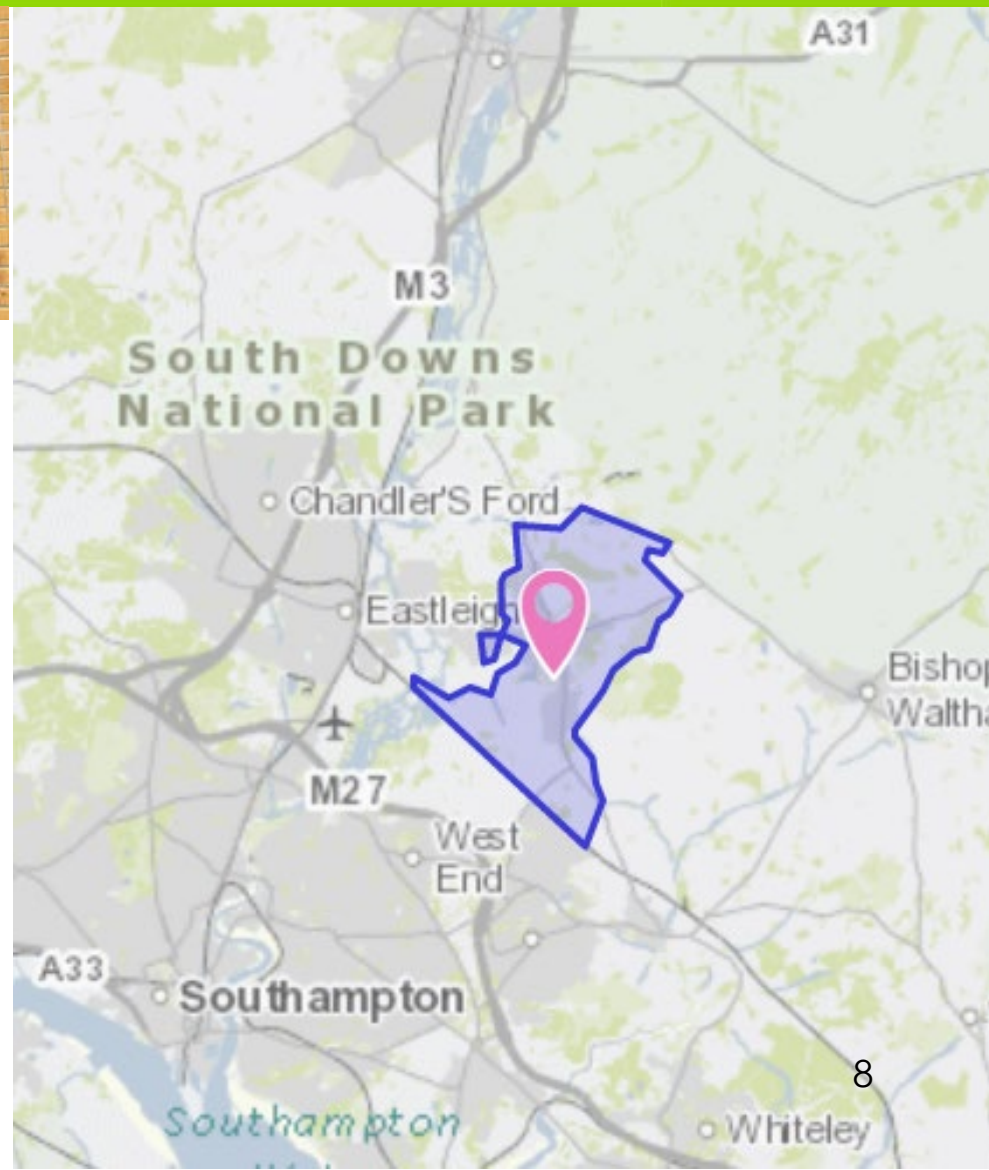 A31
M3
South Downs
National Park
Chandler'S Ford
Eastleigh
Bishop
Waltha
M27
West
End
A33
Southampton
8
Southampton
Whiteley